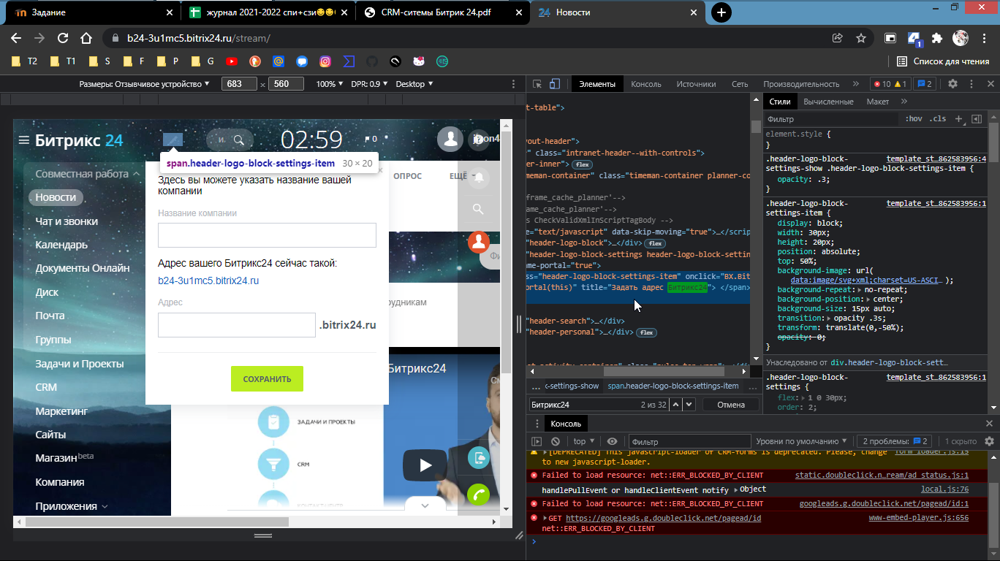 Задание
журнал 2021-2022 спи+сзи
CRM-ситемы Битрик 24.pdf
24 Новости
b24-3u1mc5.bitrix24.ru/stream/
T2 T1 S F P G
Список для чтения
Размеры: Отзывчивое устройство 683 × 560 100% DPR: 0.9 Desktop
Элементы Консоль Источники Сеть Производительность 10 1 2
Битрикс 24
и.
02:59
0
span.header-logo-block-settings-item 30 × 20
Совместная работа
Новости
Чат и звонки
Календарь
Документы Онлайн
Диск
Почта
Группы
Задачи и Проекты
CRM
Маркетинг
Сайты
Магазин beta
Компания
Приложения
Здесь вы можете указать название вашей
компании
Название компании
Адрес вашего Битрикс24 сейчас такой:
b24-3u1mc5.bitrix24.ru
Адрес
.bitrix24.ru
СОХРАНИТЬ
ОПРОС ЕЩЁ
Битрикс24
ЗАДАЧИ И ПРОЕКТЫ
CRM
t-table">
yout-header">
" class="intranet-header--with-controls">
er-inner"> flex
meman-container" class="timeman-container planner-co
frame_cache_planner'-->
ame_cache_planner'-->
s CheckValidXmlInScriptTagBody -->
e="text/javascript" data-skip-moving="true">…</scrip
"header-logo-block">…</div> flex
"header-logo-block-settings header-logo-block-settin
me-portal="true">
ss="header-logo-block-settings-item" onclick="BX.Bit
ortal(this)" title="Задать адрес Битрикс24"> </span>
"header-search">…</div>
"header-personal">…</div> flex
… k-settings-show span.header-logo-block-settings-item …
Битрикс24 2 из 32 Отмена
Стили Вычисленные Макет
Фильтр :hov .cls +
element.style {
}
.header-logo-block- template_st…862583956:4
settings-show .header-logo-block-settings-item {
opacity: .3;
}
.header-logo-block- template_st…862583956:1
settings-item {
display: block;
width: 30px;
height: 20px;
position: absolute;
top: 50%;
background-image: url(
data:image/svg+xml;charset=US-ASCI… );
background-repeat: no-repeat;
background-position: center;
background-size: 15px auto;
transition: opacity .3s;
transform: translate(0,-50%);
opacity: 0;
}
Унаследовано от div.header-logo-block-sett…
.header-logo-block- template_st…862583956:1
settings {
flex: 1 0 30px;
order: 2;
Консоль
top Фильтр Уровни по умолчанию 2 проблемы: 2 1 скрыто
[DEPRECATED] This javascript-loader of CRM-forms is deprecated. Please, change form loader.js:15
to new javascript-loader.
Failed to load resource: net::ERR_BLOCKED_BY_CLIENT static.doubleclick.n…ream/ad_status.js:1
handlePullEvent or handleClientEvent notify Object local.js:76
Failed to load resource: net::ERR_BLOCKED_BY_CLIENT googleads.g.doubleclick.net/pagead/id:1
GET https://googleads.g.doubleclick.net/pagead/id www-embed-player.js:656
net::ERR_BLOCKED_BY_CLIENT